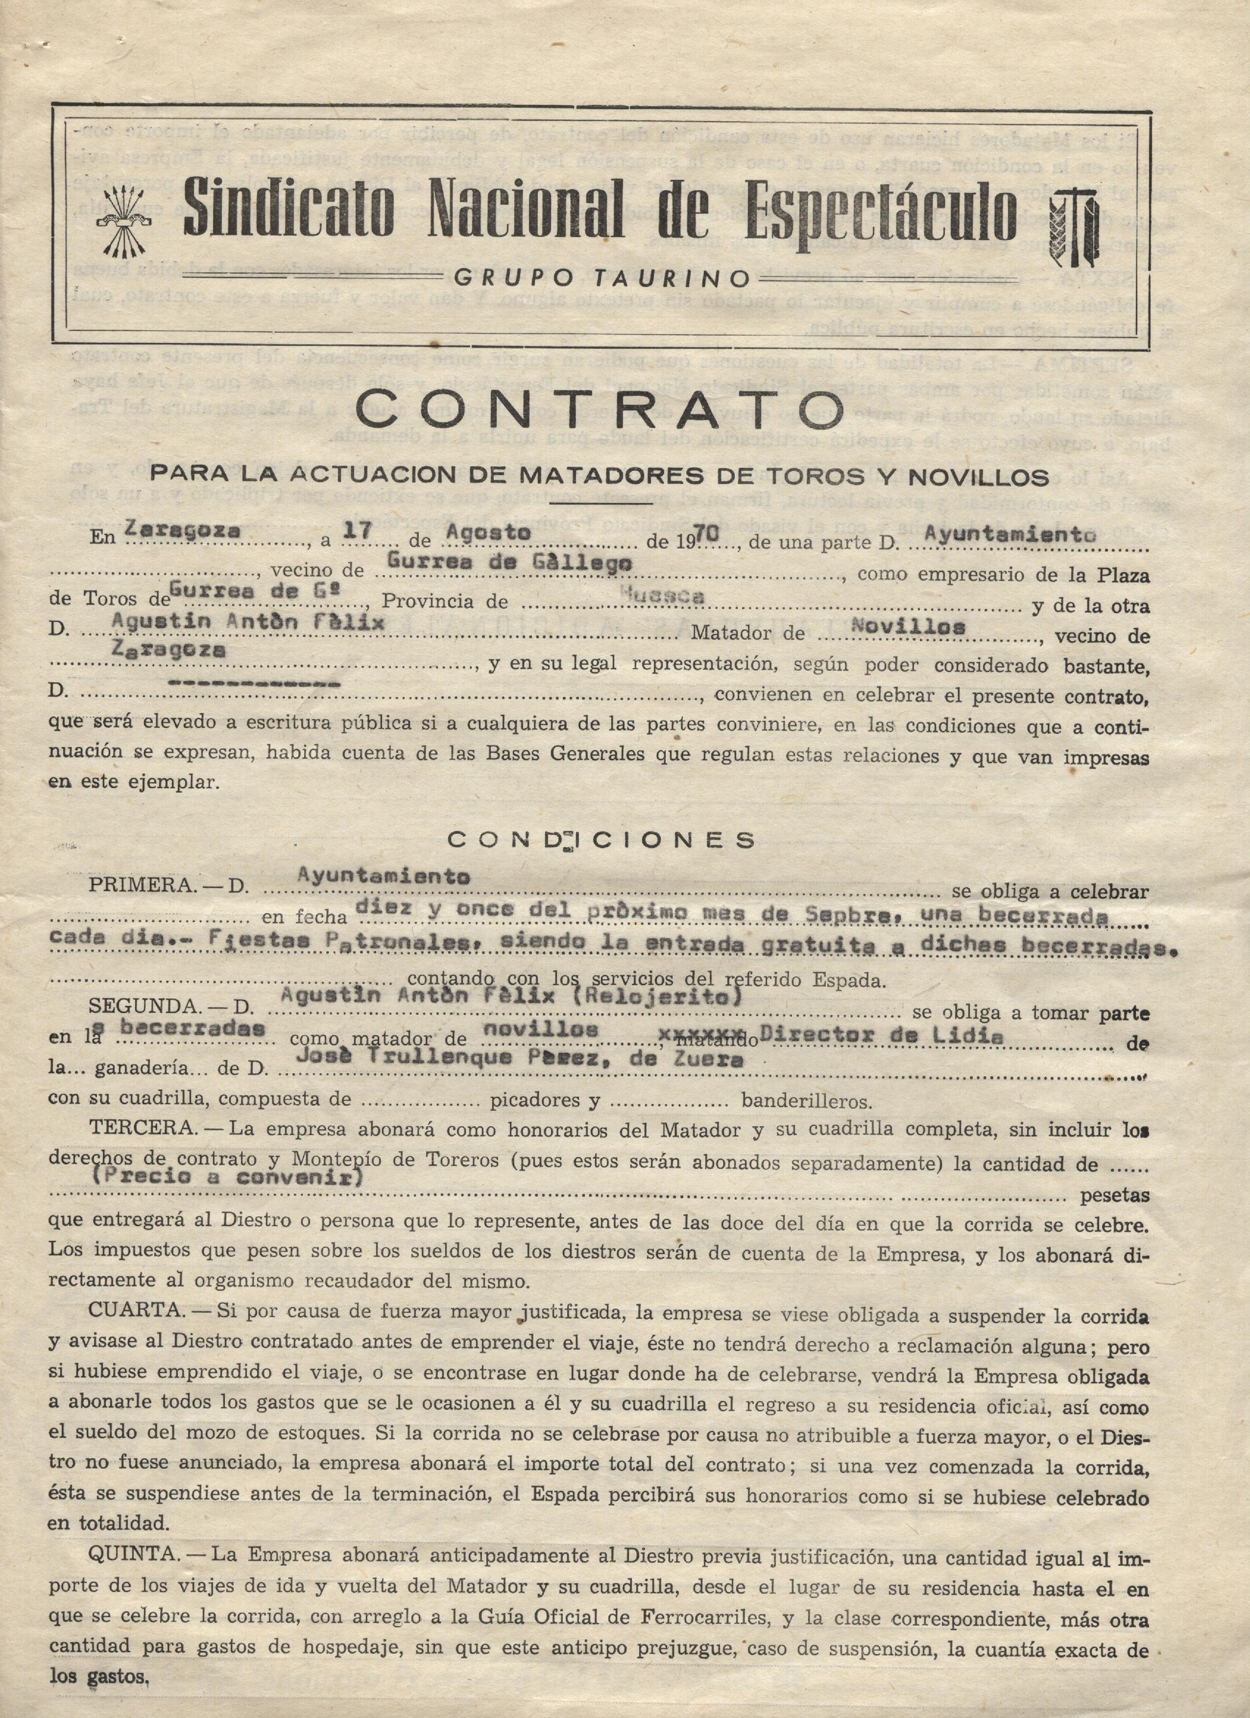 Sindicato Nacional de Espectáculo
GRUPO TAURINO
CONTRATO
PARA LA ACTUACION DE MATADORES DE TOROS Y NOVILLOS
En Zaragoza, a 17 de Agosto de 1970, de una parte D. Ayuntamiento
, vecino de Gurrea de Gàllego, como empresario de la Plaza
de Toros de Gurrea de Gº, Provincia de Huesca y de la otra
D. Agustin Antòn Fèlix Matador de Novillos, vecino de
Zaragoza, y en su legal representación, según poder considerado bastante,
D. ------------, convienen en celebrar el presente contrato,
que será elevado a escritura pública si a cualquiera de las partes conviniere, en las condiciones que a conti-
nuación se expresan, habida cuenta de las Bases Generales que regulan estas relaciones y que van impresas
en este ejemplar.
CONDICIONES
PRIMERA. — D. Ayuntamiento se obliga a celebrar
en fecha diez y once del pròximo mes de Sepbre, una becerrada
cada dia.- Fiestas Patronales, siendo la entrada gratuita a dichas becerradas.
contando con los servicios del referido Espada.
SEGUNDA. — D. Agustìn Antòn Fèlix (Relojerito) se obliga a tomar parte
en las becerradas como matador de novillos, xxxxxx matando Director de Lidia de
la... ganadería... de D. Josè Trullenque Pèrez, de Zuera
con su cuadrilla, compuesta de ................. picadores y ................. banderilleros.
TERCERA. — La empresa abonará como honorarios del Matador y su cuadrilla completa, sin incluir los
derechos de contrato y Montepío de Toreros (pues estos serán abonados separadamente) la cantidad de ......
(Precio a convenir) pesetas
que entregará al Diestro o persona que lo represente, antes de las doce del día en que la corrida se celebre.
Los impuestos que pesen sobre los sueldos de los diestros serán de cuenta de la Empresa, y los abonará di-
rectamente al organismo recaudador del mismo.
CUARTA. — Si por causa de fuerza mayor justificada, la empresa se viese obligada a suspender la corrida
y avisase al Diestro contratado antes de emprender el viaje, éste no tendrá derecho a reclamación alguna; pero
si hubiese emprendido el viaje, o se encontrase en lugar donde ha de celebrarse, vendrá la Empresa obligada
a abonarle todos los gastos que se le ocasionen a él y su cuadrilla el regreso a su residencia oficial, así como
el sueldo del mozo de estoques. Si la corrida no se celebrase por causa no atribuible a fuerza mayor, o el Dies-
tro no fuese anunciado, la empresa abonará el importe total del contrato; si una vez comenzada la corrida,
ésta se suspendiese antes de la terminación, el Espada percibirá sus honorarios como si se hubiese celebrado
en totalidad.
QUINTA. — La Empresa abonará anticipadamente al Diestro previa justificación, una cantidad igual al im-
porte de los viajes de ida y vuelta del Matador y su cuadrilla, desde el lugar de su residencia hasta el en
que se celebre la corrida, con arreglo a la Guía Oficial de Ferrocarriles, y la clase correspondiente, más otra
cantidad para gastos de hospedaje, sin que este anticipo prejuzgue, caso de suspensión, la cuantía exacta de
los gastos.